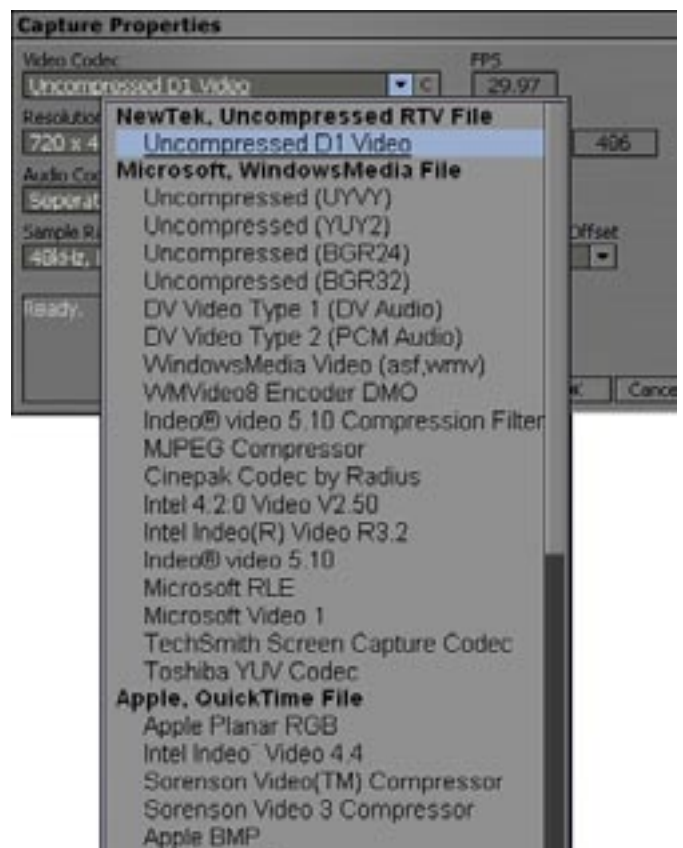 Capture Properties
Video Codec
FPS
Uncompressed D1 Video
C
29.97
Resolution
720 x 4
406
Audio Co
Seperat
Sample Ra
Offset
48kHz,
Ready.
Cance
NewTek, Uncompressed RTV File
Uncompressed D1 Video
Microsoft, WindowsMedia File
Uncompressed (UYVY)
Uncompressed (YUY2)
Uncompressed (BGR24)
Uncompressed (BGR32)
DV Video Type 1 (DV Audio)
DV Video Type 2 (PCM Audio)
WindowsMedia Video (asf,wmv)
WMVideo8 Encoder DMO
Indeo® video 5.10 Compression Filter
MJPEG Compressor
Cinepak Codec by Radius
Intel 4.2.0 Video V2.50
Intel Indeo(R) Video R3.2
Indeo® video 5.10
Microsoft RLE
Microsoft Video 1
TechSmith Screen Capture Codec
Toshiba YUV Codec
Apple, QuickTime File
Apple Planar RGB
Intel Indeo¨ Video 4.4
Sorenson Video(TM) Compressor
Sorenson Video 3 Compressor
Apple BMP